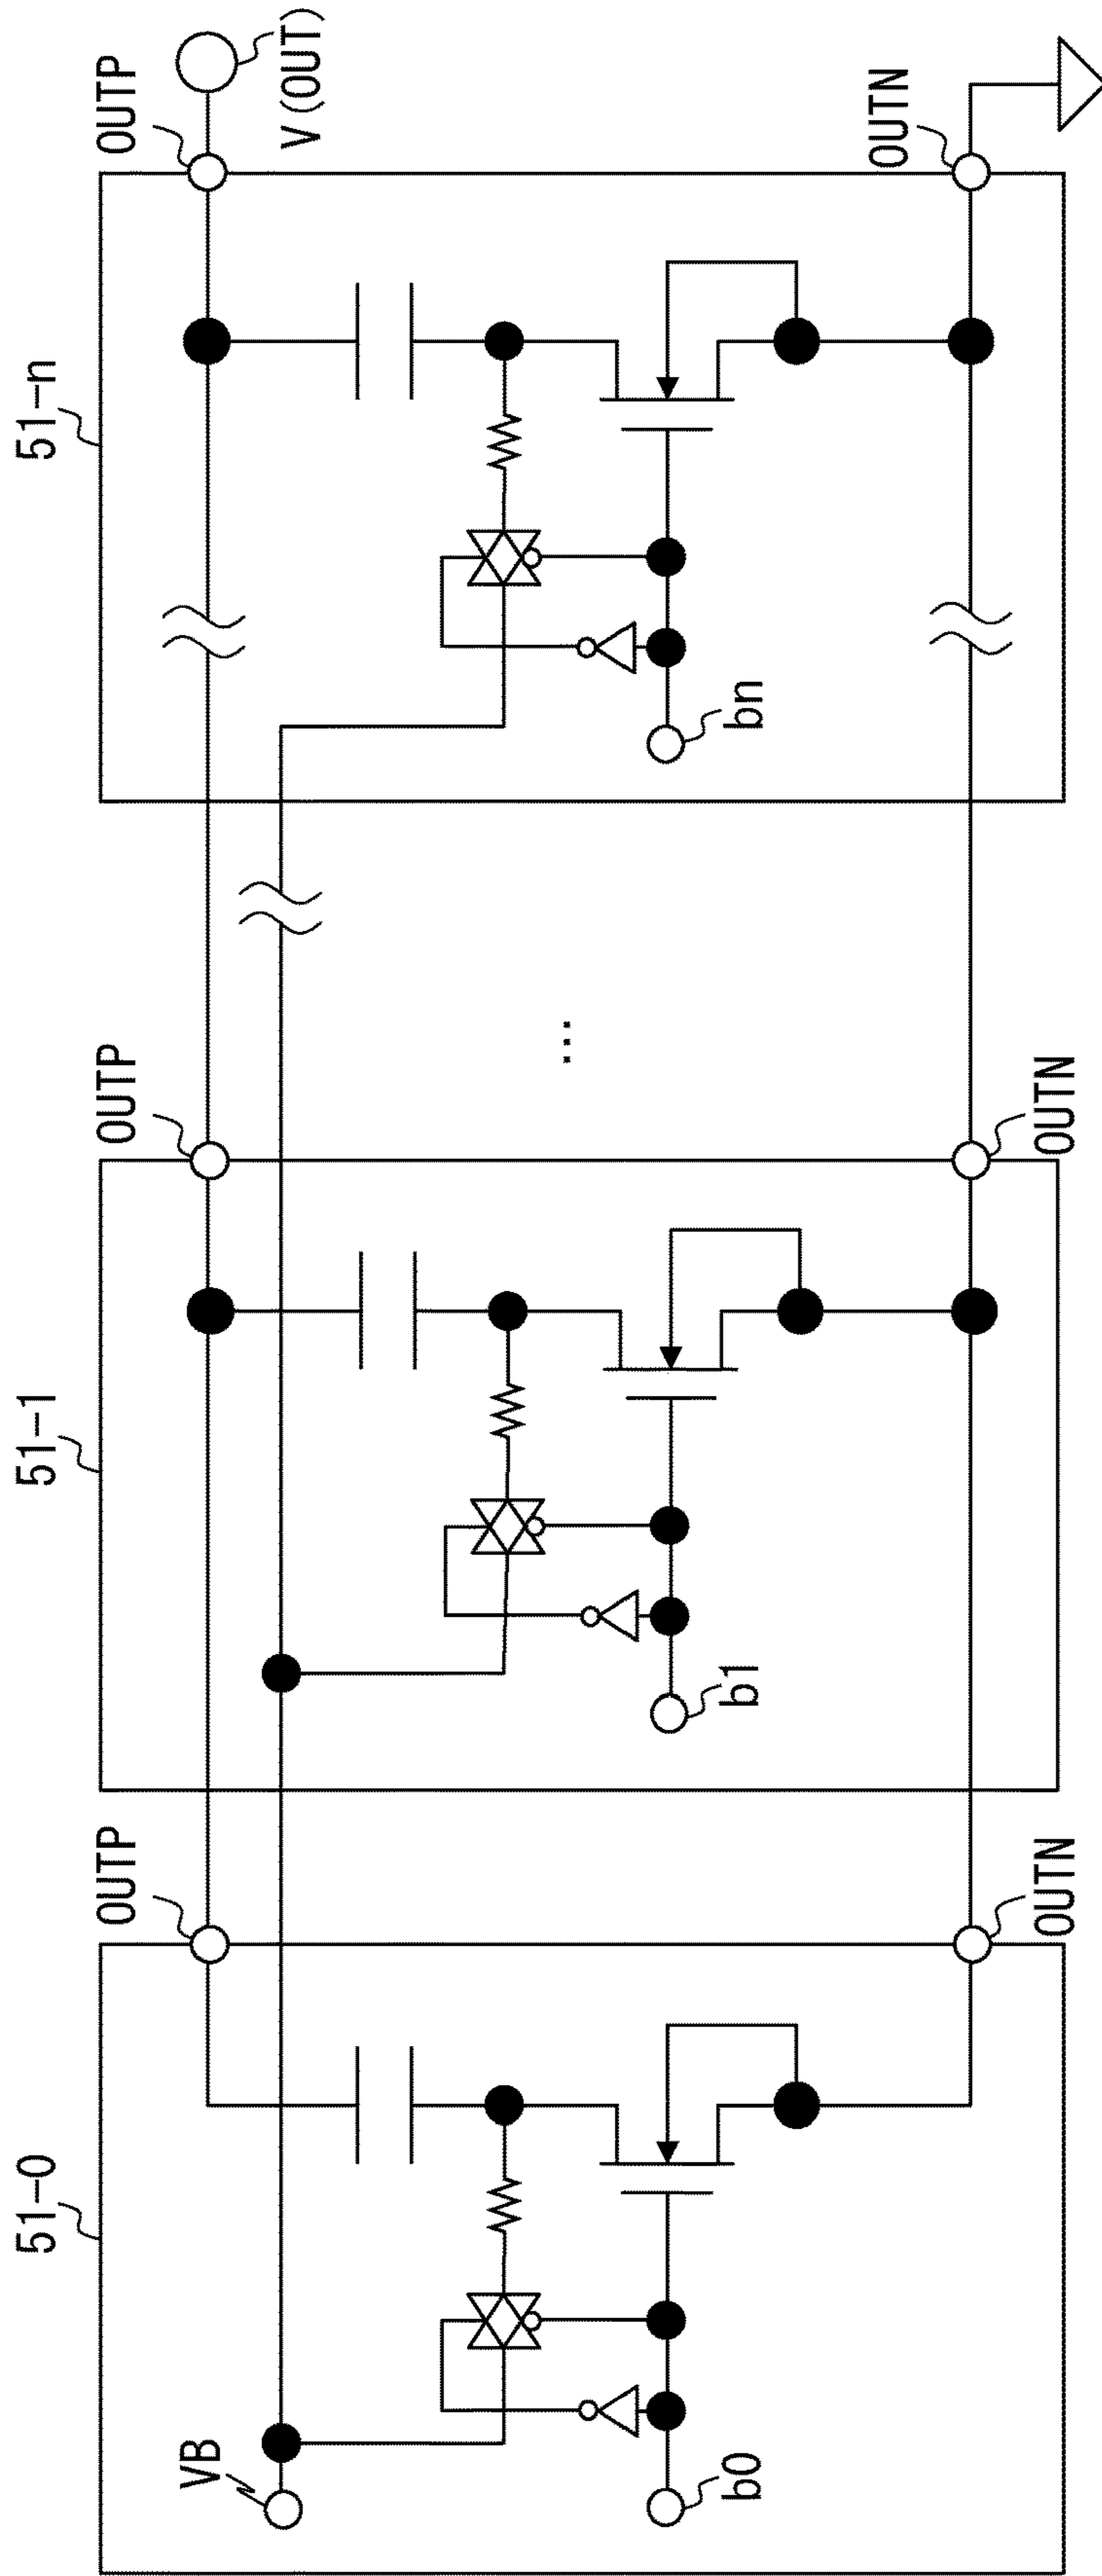 51-0
51-1
51-n
OUTP
OUTP
OUTP
V(OUT)
VB
...
b0
b1
bn
OUTN
OUTN
OUTN